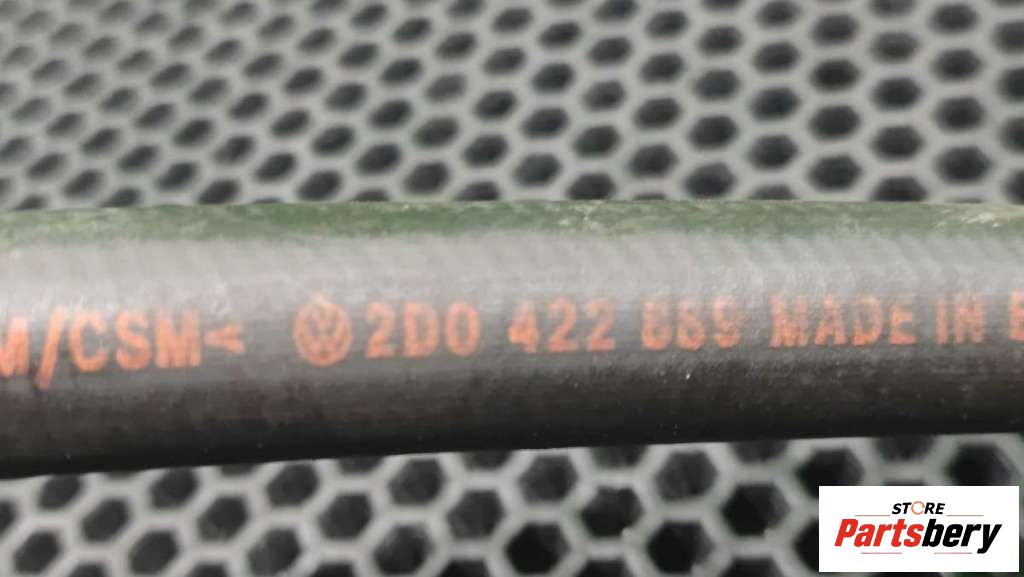 M/CSM< 2D0 422 889 MADE IN
STORE
Partsbery